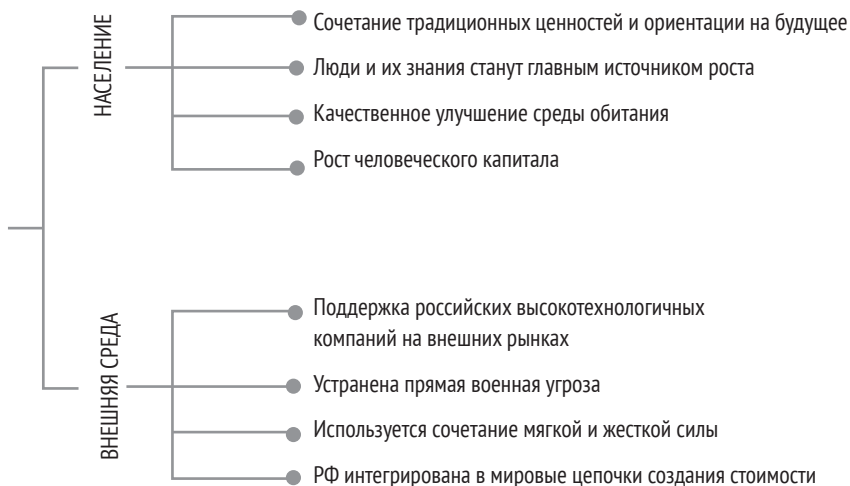 НАСЕЛЕНИЕ
Сочетание традиционных ценностей и ориентации на будущее
Люди и их знания станут главным источником роста
Качественное улучшение среды обитания
Рост человеческого капитала
ВНЕШНЯЯ СРЕДА
Поддержка российских высокотехнологичных
компаний на внешних рынках
Устранена прямая военная угроза
Используется сочетание мягкой и жесткой силы
РФ интегрирована в мировые цепочки создания стоимости